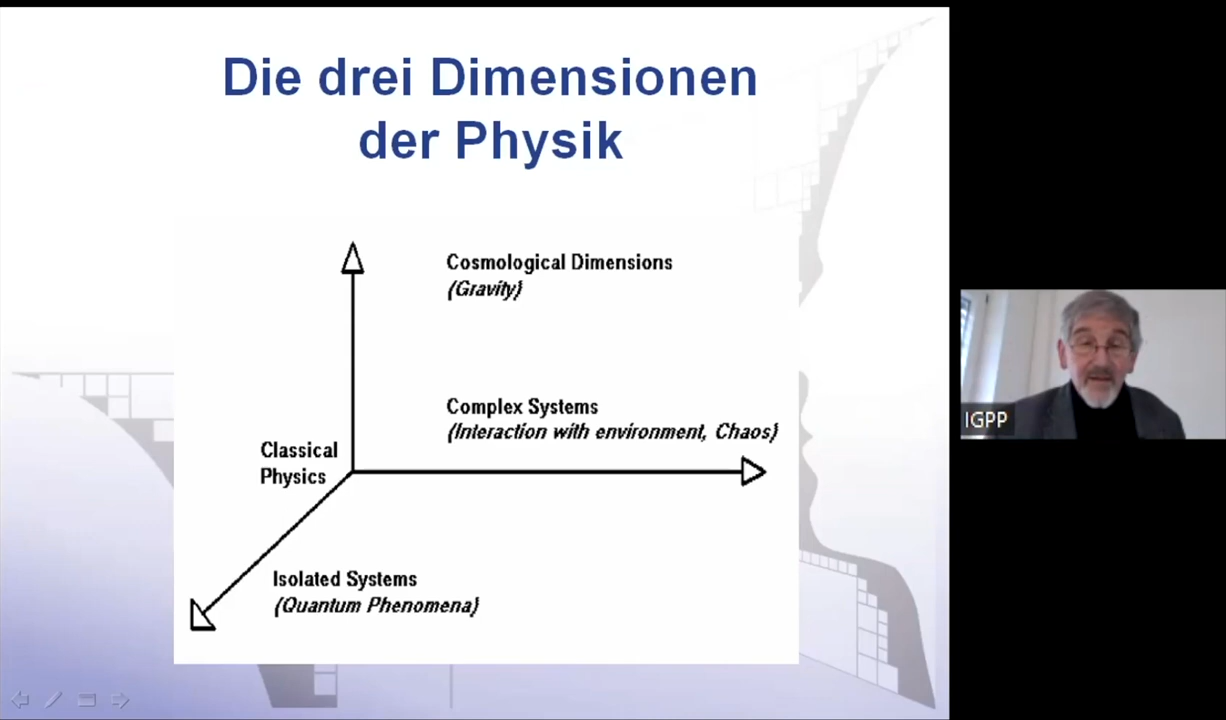 Die drei Dimensionen
der Physik
Cosmological Dimensions
(Gravity)
Complex Systems
(Interaction with environment, Chaos)
Classical
Physics
Isolated Systems
(Quantum Phenomena)
IGPP